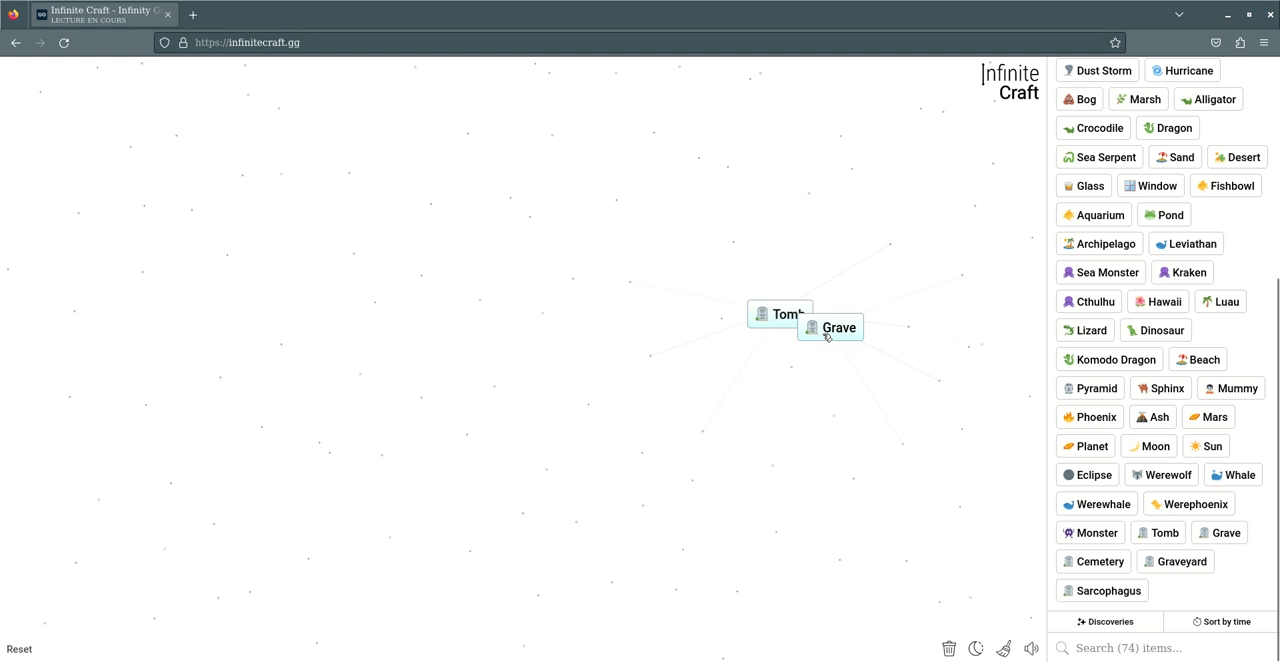 Infinite Craft - Infinity C
LECTURE EN COURS
https://infinitecraft.gg
Infinite
Craft
Dust Storm Hurricane
Bog Marsh Alligator
Crocodile Dragon
Sea Serpent Sand Desert
Glass Window Fishbowl
Aquarium Pond
Archipelago Leviathan
Sea Monster Kraken
Cthulhu Hawaii Luau
Lizard Dinosaur
Komodo Dragon Beach
Pyramid Sphinx Mummy
Phoenix Ash Mars
Planet Moon Sun
Eclipse Werewolf Whale
Werewhale Werephoenix
Monster Tomb Grave
Cemetery Graveyard
Sarcophagus
Tomb
Grave
Discoveries Sort by time
Search (74) items...
Reset